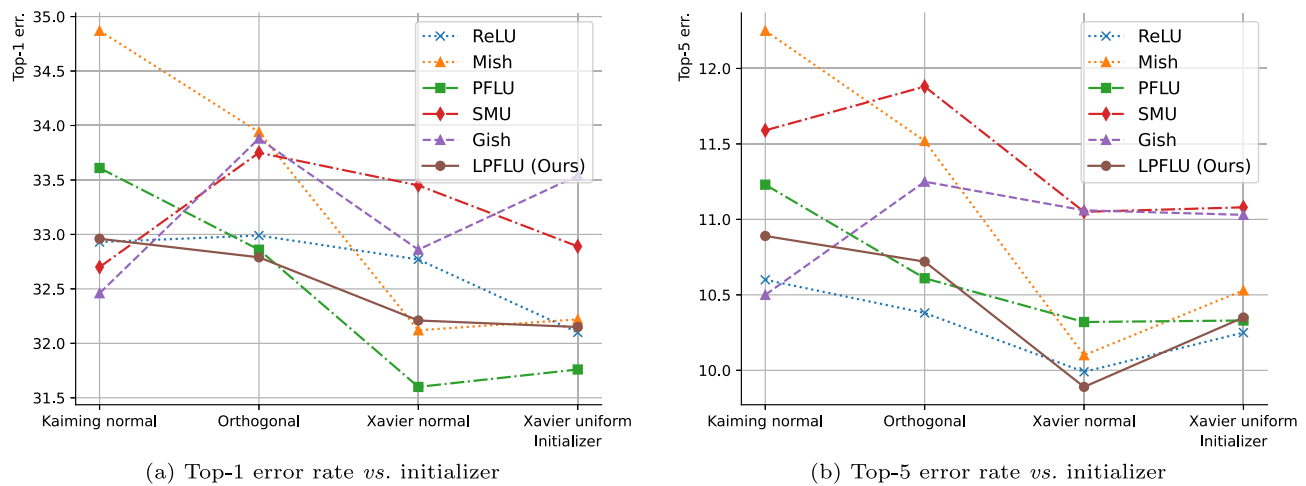 Top-1 err.
35.0
34.5
34.0
33.5
33.0
32.5
32.0
31.5
ReLU
Mish
PFLU
SMU
Gish
LPFLU (Ours)
Kaiming normal
Orthogonal
Xavier normal
Xavier uniform
Initializer
(a) Top-1 error rate vs. initializer
Top-5 err.
12.0
11.5
11.0
10.5
10.0
ReLU
Mish
PFLU
SMU
Gish
LPFLU (Ours)
Kaiming normal
Orthogonal
Xavier normal
Xavier uniform
Initializer
(b) Top-5 error rate vs. initializer